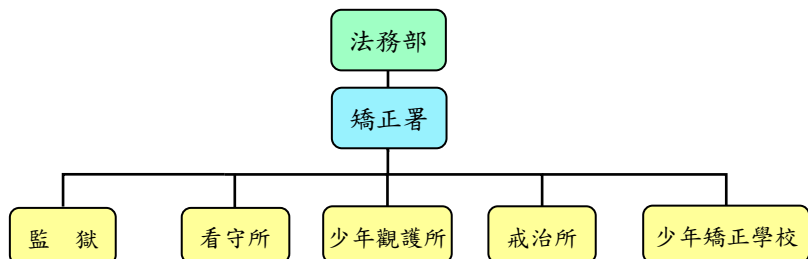 法務部
矯正署
監　獄
看守所
少年觀護所
戒治所
少年矯正學校